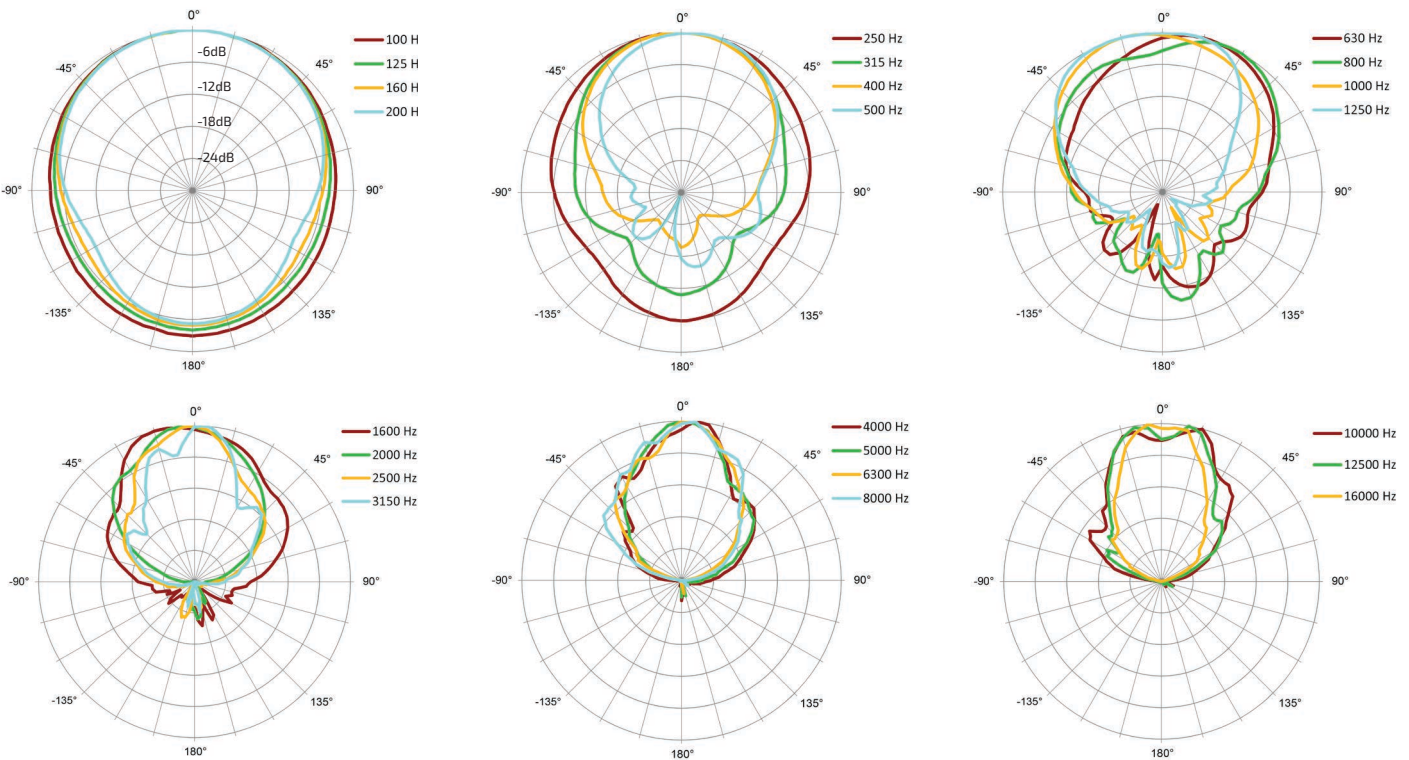 0°
-45°
45°
-6dB
-12dB
-18dB
-24dB
-90°
90°
-135°
135°
180°
100 H
125 H
160 H
200 H
0°
-45°
45°
-90°
90°
-135°
135°
180°
250 Hz
315 Hz
400 Hz
500 Hz
0°
-45°
45°
-90°
90°
-135°
135°
180°
630 Hz
800 Hz
1000 Hz
1250 Hz
0°
-45°
45°
-90°
90°
-135°
135°
180°
1600 Hz
2000 Hz
2500 Hz
3150 Hz
0°
-45°
45°
-90°
90°
-135°
135°
180°
4000 Hz
5000 Hz
6300 Hz
8000 Hz
0°
-45°
45°
-90°
90°
-135°
135°
180°
10000 Hz
12500 Hz
16000 Hz